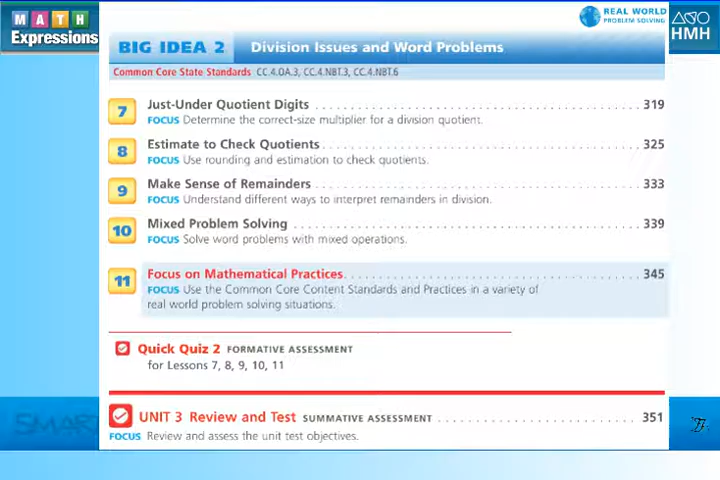 MATH
Expressions
REAL WORLD
PROBLEM SOLVING
HMH
BIG IDEA 2 Division Issues and Word Problems
Common Core State Standards CC.4.OA.3, CC.4.NBT.3, CC.4.NBT.6
7 Just-Under Quotient Digits 319
FOCUS Determine the correct-size multiplier for a division quotient.
8 Estimate to Check Quotients 325
FOCUS Use rounding and estimation to check quotients.
9 Make Sense of Remainders 333
FOCUS Understand different ways to interpret remainders in division.
10 Mixed Problem Solving 339
FOCUS Solve word problems with mixed operations.
11 Focus on Mathematical Practices 345
FOCUS Use the Common Core Content Standards and Practices in a variety of
real world problem solving situations.
Quick Quiz 2 FORMATIVE ASSESSMENT
for Lessons 7, 8, 9, 10, 11
UNIT 3 Review and Test SUMMATIVE ASSESSMENT 351
FOCUS Review and assess the unit test objectives.
SMART